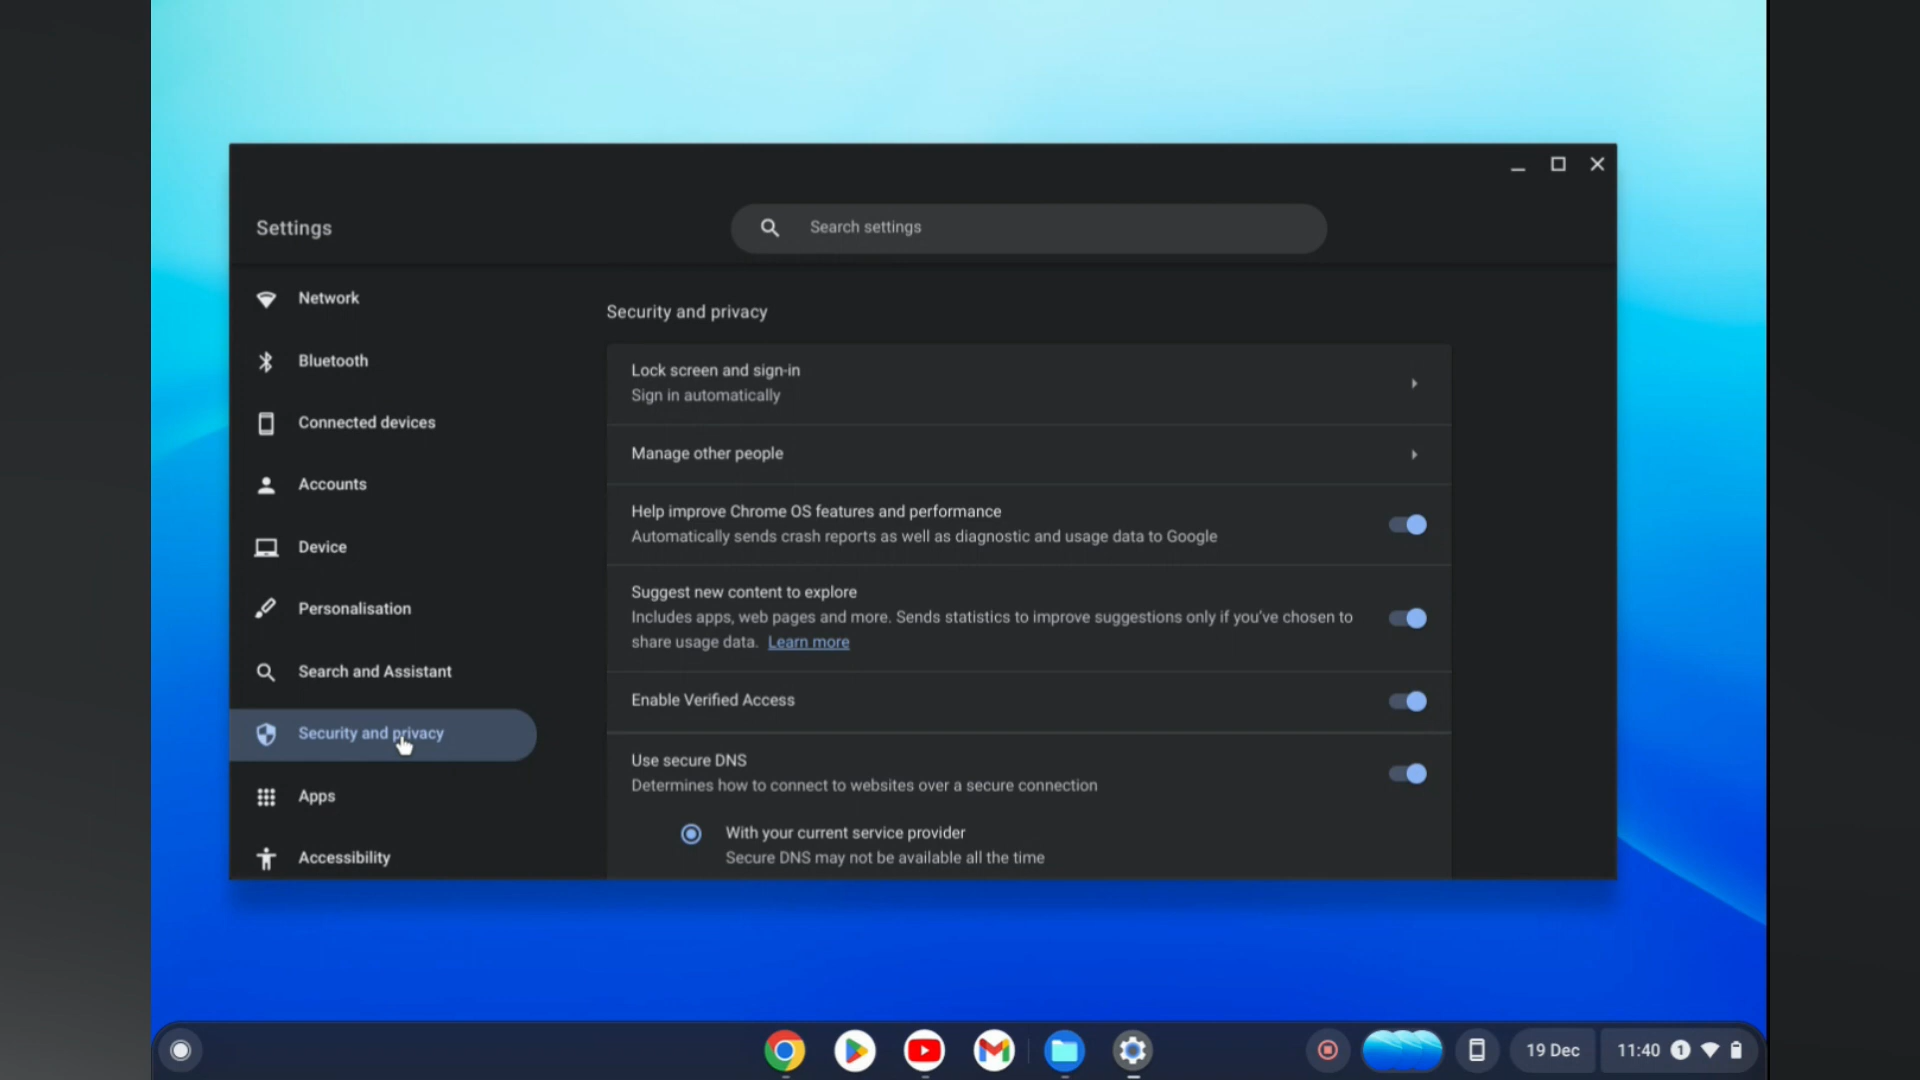 Settings
Search settings
Network
Bluetooth
Connected devices
Accounts
Device
Personalisation
Search and Assistant
Security and privacy
Apps
Accessibility
Security and privacy
Lock screen and sign-in
Sign in automatically
Manage other people
Help improve Chrome OS features and performance
Automatically sends crash reports as well as diagnostic and usage data to Google
Suggest new content to explore
Includes apps, web pages and more. Sends statistics to improve suggestions only if you've chosen to
share usage data. Learn more
Enable Verified Access
Use secure DNS
Determines how to connect to websites over a secure connection
With your current service provider
Secure DNS may not be available all the time
19 Dec
11:40 1